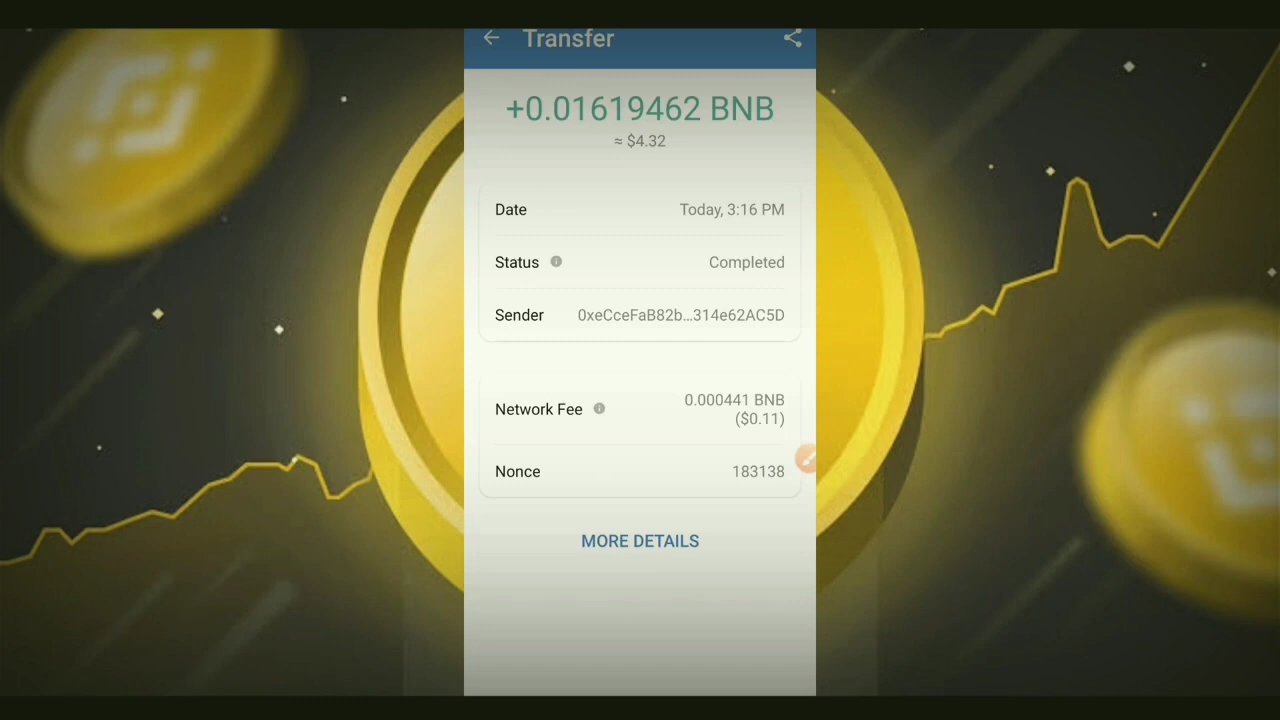 Transfer
+0.01619462 BNB
≈ $4.32
Date Today, 3:16 PM
Status Completed
Sender 0xeCceFaB82b...314e62AC5D
Network Fee 0.000441 BNB
($0.11)
Nonce 183138
MORE DETAILS